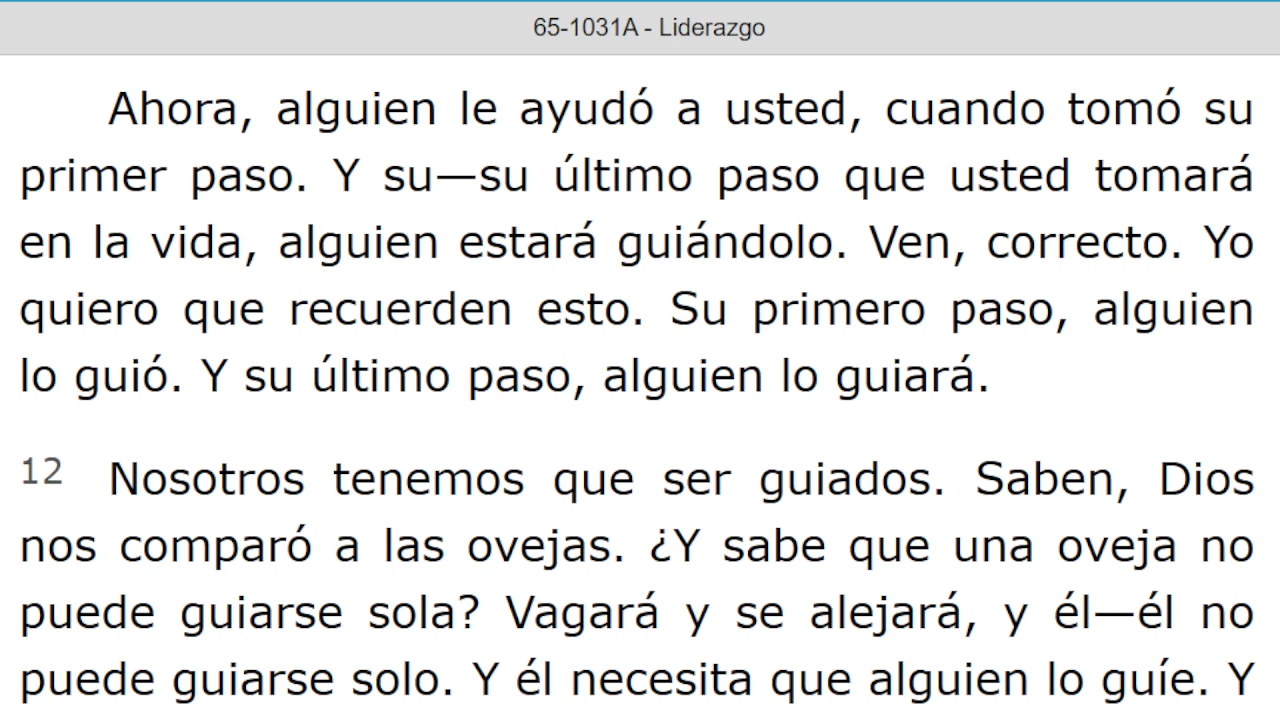 65-1031A - Liderazgo
Ahora, alguien le ayudó a usted, cuando tomó su
primer paso. Y su—su último paso que usted tomará
en la vida, alguien estará guiándolo. Ven, correcto. Yo
quiero que recuerden esto. Su primero paso, alguien
lo guió. Y su último paso, alguien lo guiará.
12 Nosotros tenemos que ser guiados. Saben, Dios
nos comparó a las ovejas. ¿Y sabe que una oveja no
puede guiarse sola? Vagará y se alejará, y él—él no
puede guiarse solo. Y él necesita que alguien lo guíe. Y